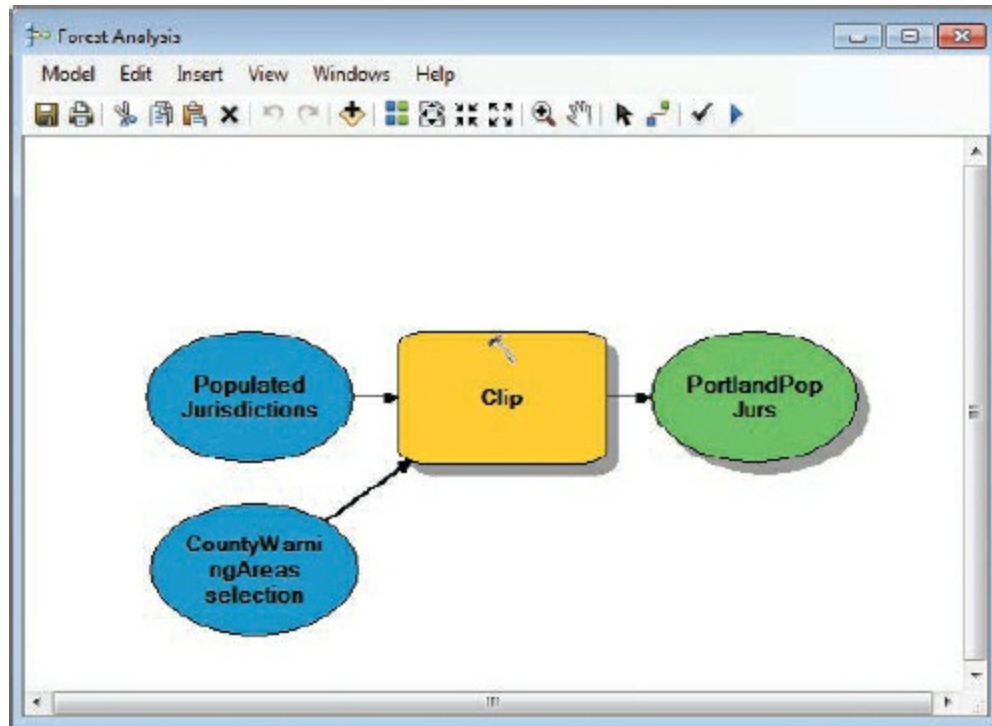 Forest Analysis
Model Edit Insert View Windows Help
Populated
Jurisdictions
Clip
PortlandPop
Jurs
CountyWarni
ngAreas
selection